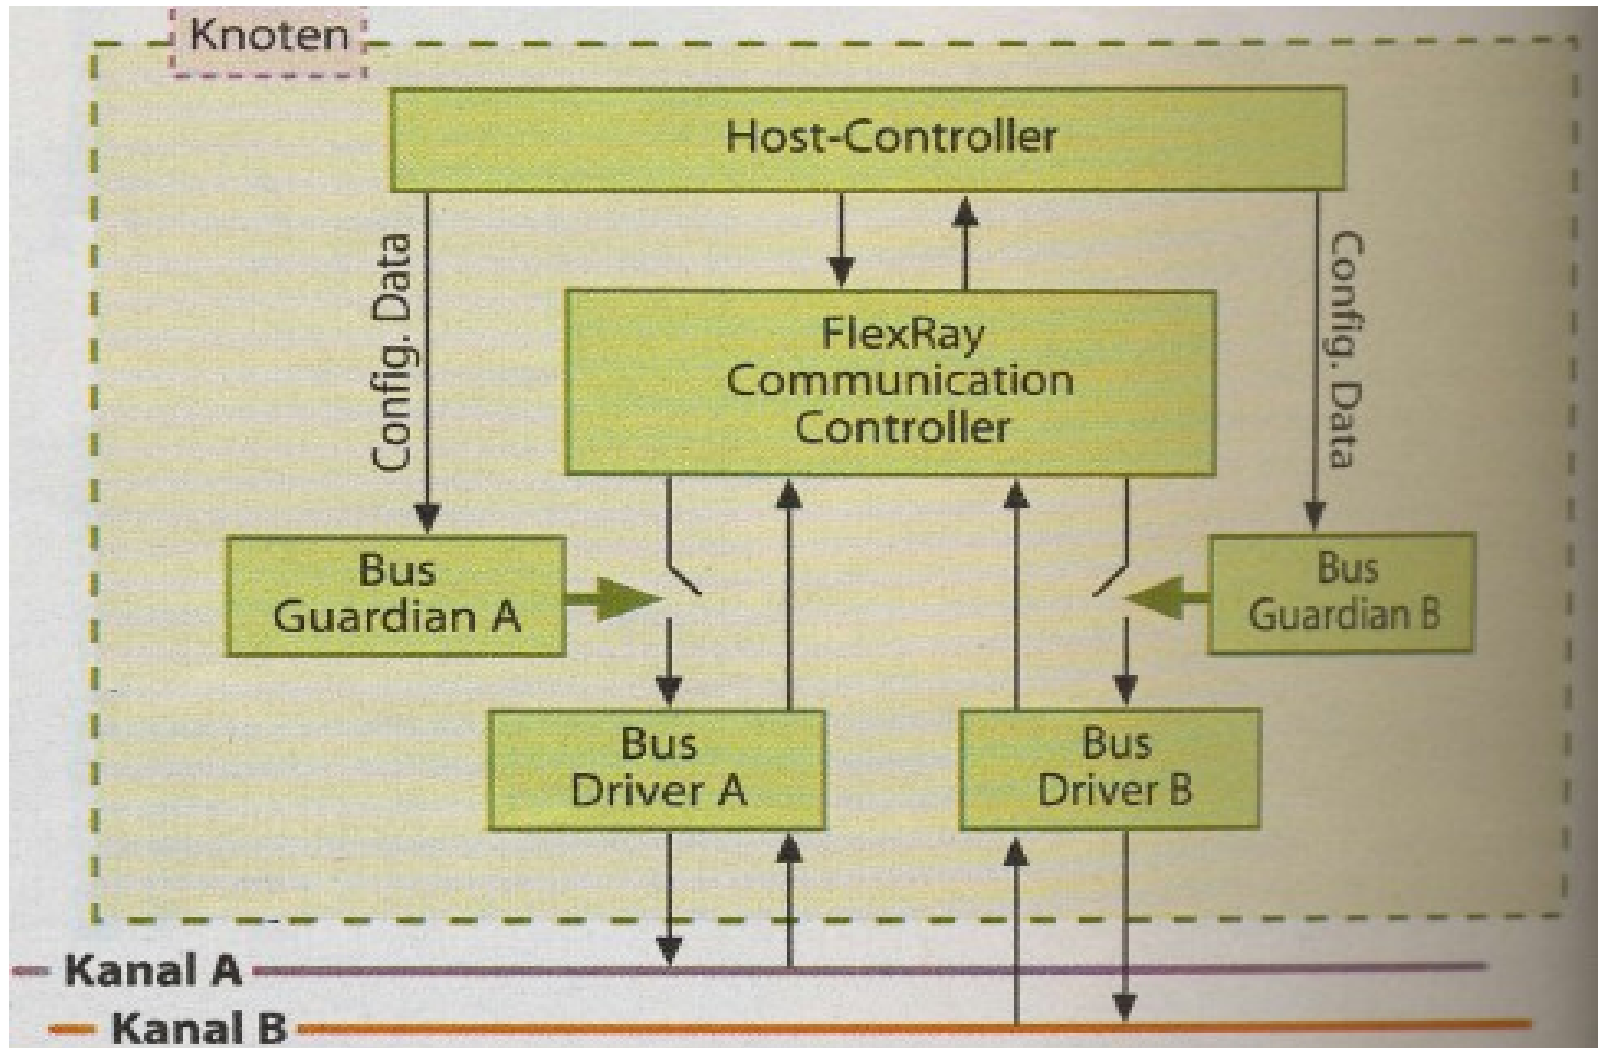 Knoten
Host-Controller
Config. Data
Config. Data
FlexRay
Communication
Controller
Bus
Guardian A
Bus
Guardian B
Bus
Driver A
Bus
Driver B
Kanal A
Kanal B